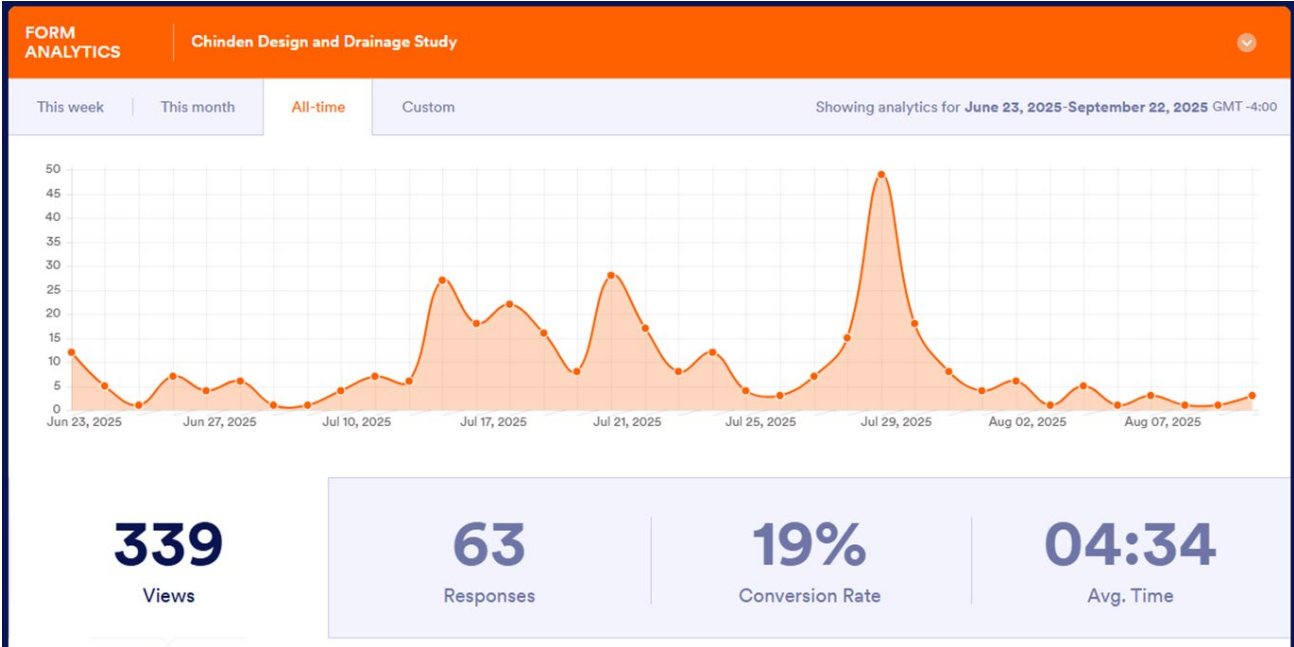 FORM
ANALYTICS
Chinden Design and Drainage Study
This week
This month
All-time
Custom
Showing analytics for June 23, 2025-September 22, 2025 GMT -4:00
50
45
40
35
30
25
20
15
10
5
0
Jun 23, 2025
Jun 27, 2025
Jul 10, 2025
Jul 17, 2025
Jul 21, 2025
Jul 25, 2025
Jul 29, 2025
Aug 02, 2025
Aug 07, 2025
339
Views
63
Responses
19%
Conversion Rate
04:34
Avg. Time